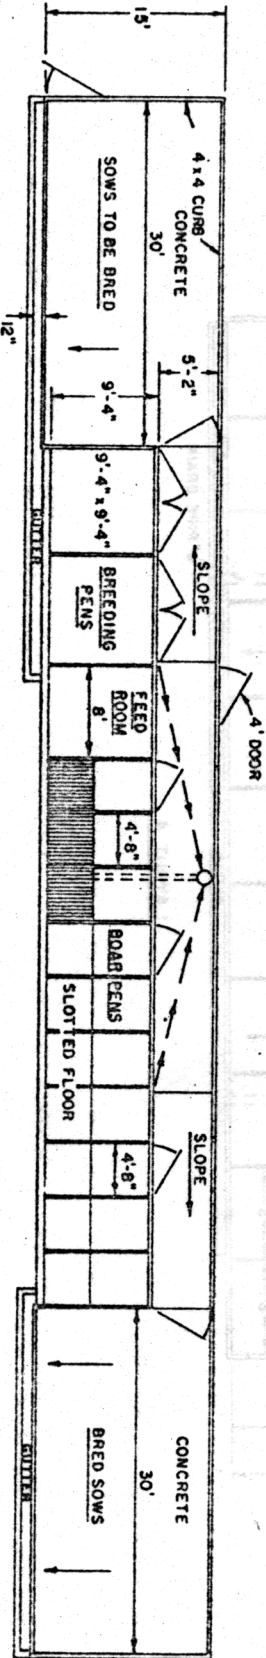 15'
4 x 4 CURB
CONCRETE
30'
SOWS TO BE BRED
12"
5'-2"
9'-4"
GUTTER
9'-4" x 9'-4"
BREEDING
PENS
SLOPE
4' DOOR
FEED
ROOM
8'
4'-8"
BOAR PENS
SLOTTED FLOOR
4'-8"
SLOPE
CONCRETE
30'
BRED SOWS
GUTTER